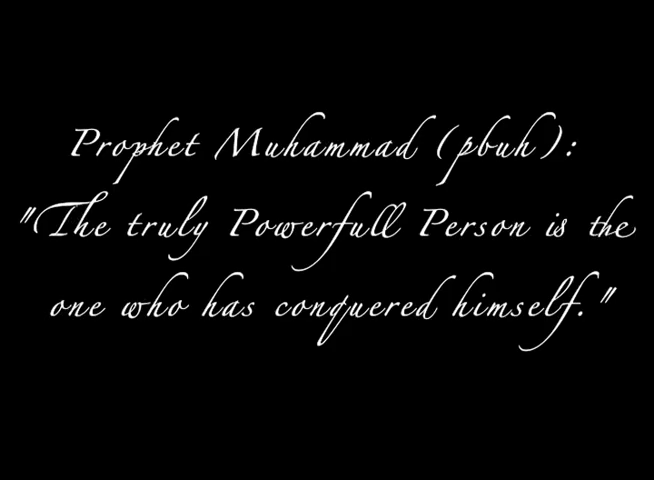 Prophet Muhammad (pbuh):
"The truly Powerfull Person is the
one who has conquered himself."